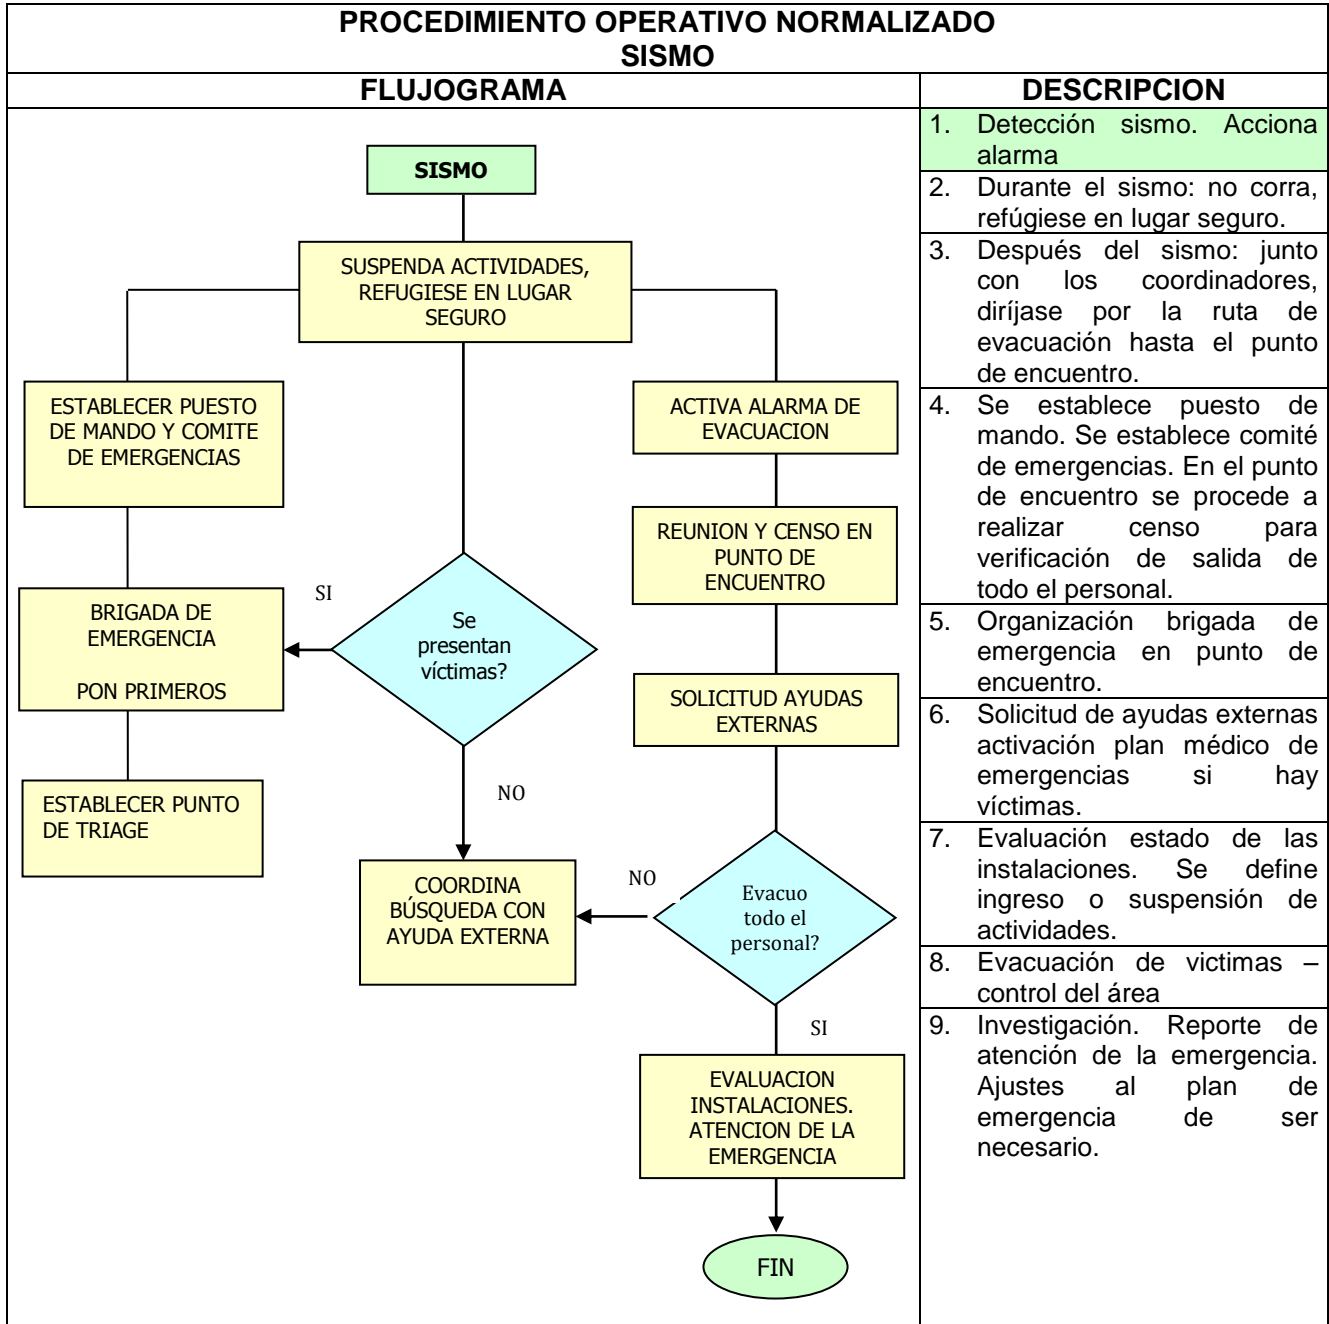 PROCEDIMIENTO OPERATIVO NORMALIZADO
SISMO
FLUJOGRAMA
SISMO
SUSPENDA ACTIVIDADES,
REFUGIESE EN LUGAR
SEGURO
ESTABLECER PUESTO
DE MANDO Y COMITE
DE EMERGENCIAS
ACTIVA ALARMA DE
EVACUACION
REUNION Y CENSO EN
PUNTO DE
ENCUENTRO
SI
BRIGADA DE
EMERGENCIA
PON PRIMEROS
Se
presentan
víctimas?
SOLICITUD AYUDAS
EXTERNAS
NO
ESTABLECER PUNTO
DE TRIAGE
COORDINA
BÚSQUEDA CON
AYUDA EXTERNA
NO
Evacuo
todo el
personal?
SI
EVALUACION
INSTALACIONES.
ATENCION DE LA
EMERGENCIA
FIN
DESCRIPCION
1. Detección sismo. Acciona
alarma
2. Durante el sismo: no corra,
refúgiese en lugar seguro.
3. Después del sismo: junto
con los coordinadores,
diríjase por la ruta de
evacuación hasta el punto
de encuentro.
4. Se establece puesto de
mando. Se establece comité
de emergencias. En el punto
de encuentro se procede a
realizar censo para
verificación de salida de
todo el personal.
5. Organización brigada de
emergencia en punto de
encuentro.
6. Solicitud de ayudas externas
activación plan médico de
emergencias si hay
víctimas.
7. Evaluación estado de las
instalaciones. Se define
ingreso o suspensión de
actividades.
8. Evacuación de victimas –
control del área
9. Investigación. Reporte de
atención de la emergencia.
Ajustes al plan de
emergencia de ser
necesario.